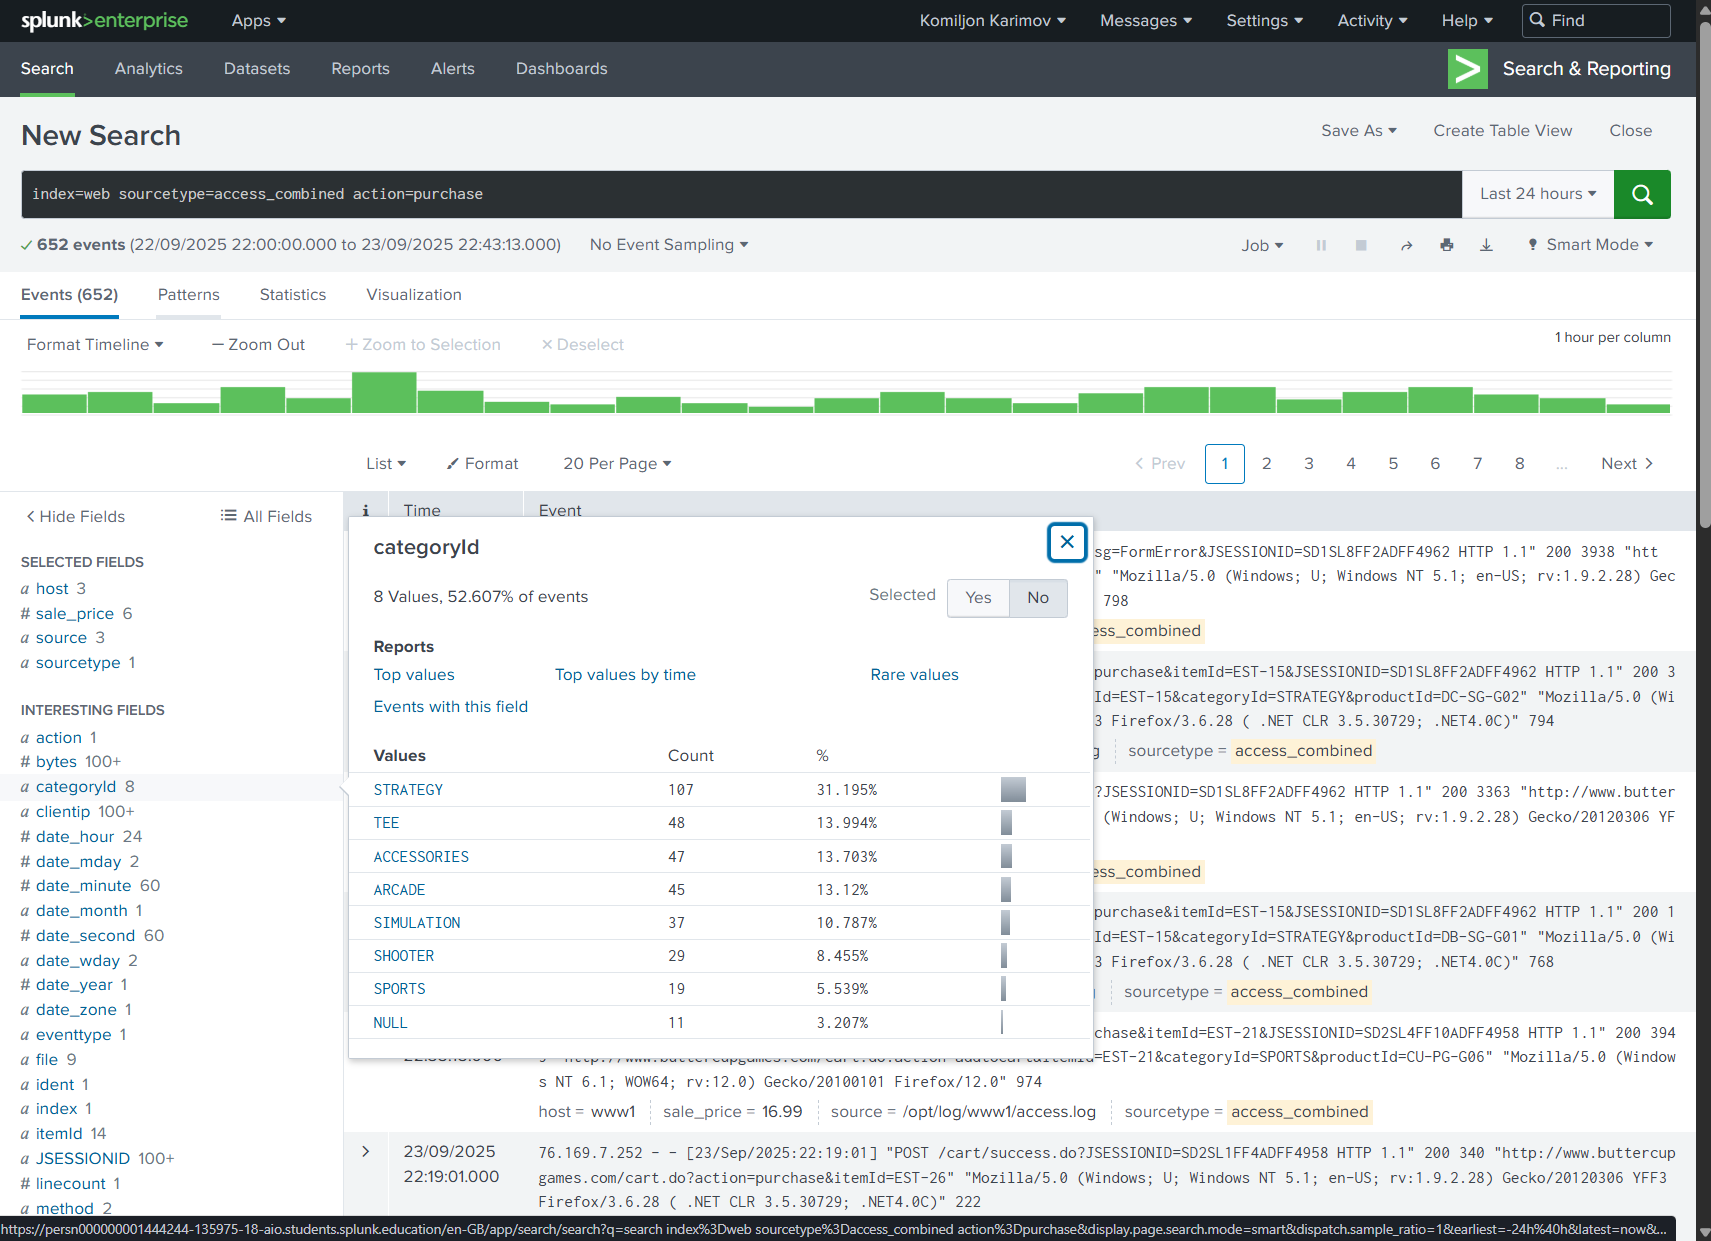 splunk>enterprise Apps Komiljon Karimov Messages Settings Activity Help Find
Search Analytics Datasets Reports Alerts Dashboards Search & Reporting
New Search Save As Create Table View Close
index=web sourcetype=access_combined action=purchase Last 24 hours
652 events (22/09/2025 22:00:00.000 to 23/09/2025 22:43:13.000) No Event Sampling Job Smart Mode
Events (652) Patterns Statistics Visualization
Format Timeline Zoom Out Zoom to Selection Deselect 1 hour per column
List Format 20 Per Page Prev 1 2 3 4 5 6 7 8 ... Next
Hide Fields All Fields
SELECTED FIELDS
a host 3
# sale_price 6
a source 3
a sourcetype 1
INTERESTING FIELDS
a action 1
# bytes 100+
a categoryId 8
a clientip 100+
# date_hour 24
# date_mday 2
# date_minute 60
a date_month 1
# date_second 60
a date_wday 2
# date_year 1
a date_zone 1
a eventtype 1
a file 9
a ident 1
a index 1
a itemId 14
a JSESSIONID 100+
# linecount 1
a method 2
i Time Event
categoryId
8 Values, 52.607% of events Selected Yes No
Reports
Top values Top values by time Rare values
Events with this field
Values Count %
STRATEGY 107 31.195%
TEE 48 13.994%
ACCESSORIES 47 13.703%
ARCADE 45 13.12%
SIMULATION 37 10.787%
SHOOTER 29 8.455%
SPORTS 19 5.539%
NULL 11 3.207%
sg=FormError&JSESSIONID=SD1SL8FF2ADFF4962 HTTP 1.1" 200 3938 "htt
" "Mozilla/5.0 (Windows; U; Windows NT 5.1; en-US; rv:1.9.2.28) Gec
798
ess_combined
purchase&itemId=EST-15&JSESSIONID=SD1SL8FF2ADFF4962 HTTP 1.1" 200 3
Id=EST-15&categoryId=STRATEGY&productId=DC-SG-G02" "Mozilla/5.0 (Wi
3 Firefox/3.6.28 ( .NET CLR 3.5.30729; .NET4.0C)" 794
g sourcetype = access_combined
?JSESSIONID=SD1SL8FF2ADFF4962 HTTP 1.1" 200 3363 "http://www.butter
(Windows; U; Windows NT 5.1; en-US; rv:1.9.2.28) Gecko/20120306 YF
ess_combined
purchase&itemId=EST-15&JSESSIONID=SD1SL8FF2ADFF4962 HTTP 1.1" 200 1
Id=EST-15&categoryId=STRATEGY&productId=DB-SG-G01" "Mozilla/5.0 (Wi
3 Firefox/3.6.28 ( .NET CLR 3.5.30729; .NET4.0C)" 768
sourcetype = access_combined
chase&itemId=EST-21&JSESSIONID=SD2SL4FF10ADFF4958 HTTP 1.1" 200 394
=EST-21&categoryId=SPORTS&productId=CU-PG-G06" "Mozilla/5.0 (Window
s NT 6.1; WOW64; rv:12.0) Gecko/20100101 Firefox/12.0" 974
host = www1 sale_price = 16.99 source = /opt/log/www1/access.log sourcetype = access_combined
23/09/2025
22:19:01.000
76.169.7.252 - - [23/Sep/2025:22:19:01] "POST /cart/success.do?JSESSIONID=SD2SL1FF4ADFF4958 HTTP 1.1" 200 340 "http://www.buttercup
games.com/cart.do?action=purchase&itemId=EST-26" "Mozilla/5.0 (Windows; U; Windows NT 5.1; en-US; rv:1.9.2.28) Gecko/20120306 YFF3
Firefox/3.6.28 ( .NET CLR 3.5.30729; .NET4.0C)" 222
https://persn000000001444244-135975-18-aio.students.splunk.education/en-GB/app/search/search?q=search index%3Dweb sourcetype%3Daccess_combined action%3Dpurchase&display.page.search.mode=smart&dispatch.sample_ratio=1&earliest=-24h%40h&latest=now&...